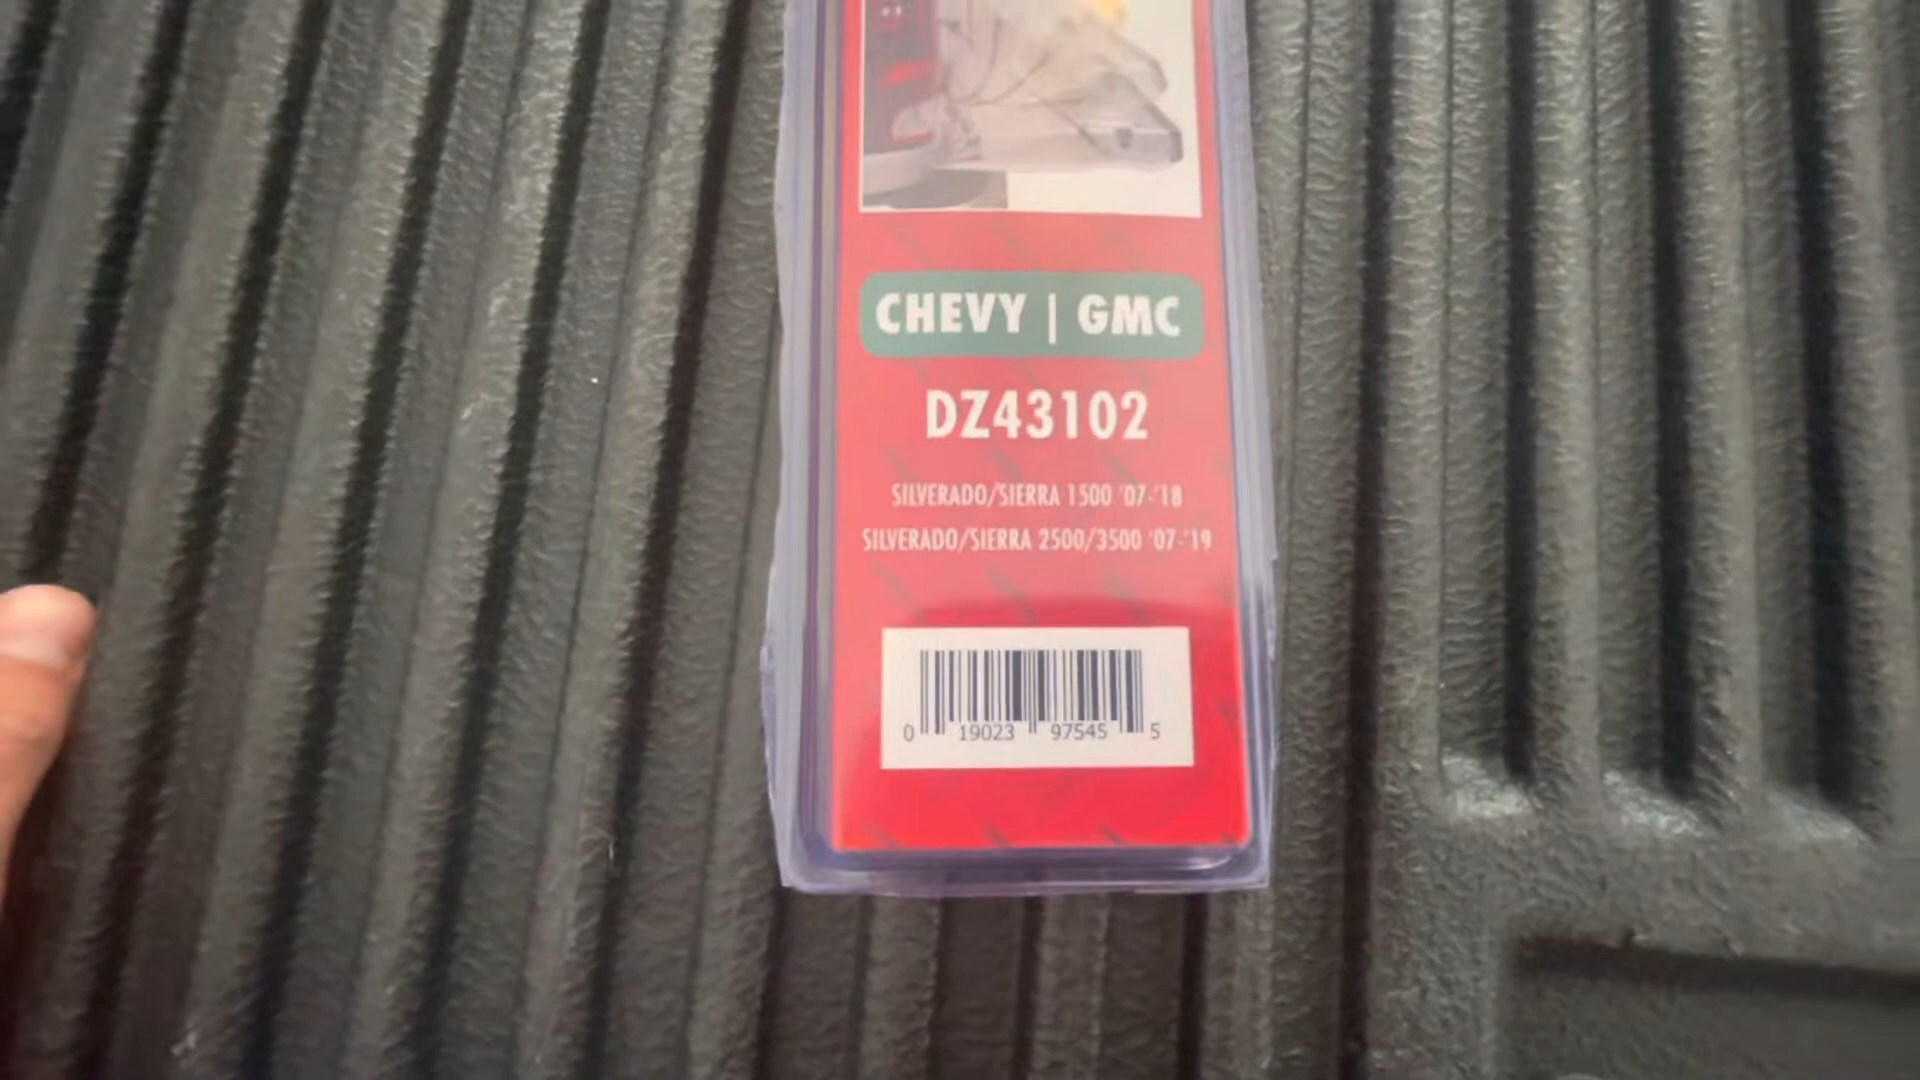 CHEVY | GMC
DZ43102
SILVERADO/SIERRA 1500 '07-'18
SILVERADO/SIERRA 2500/3500 '07-'19
0 19023 97545 5